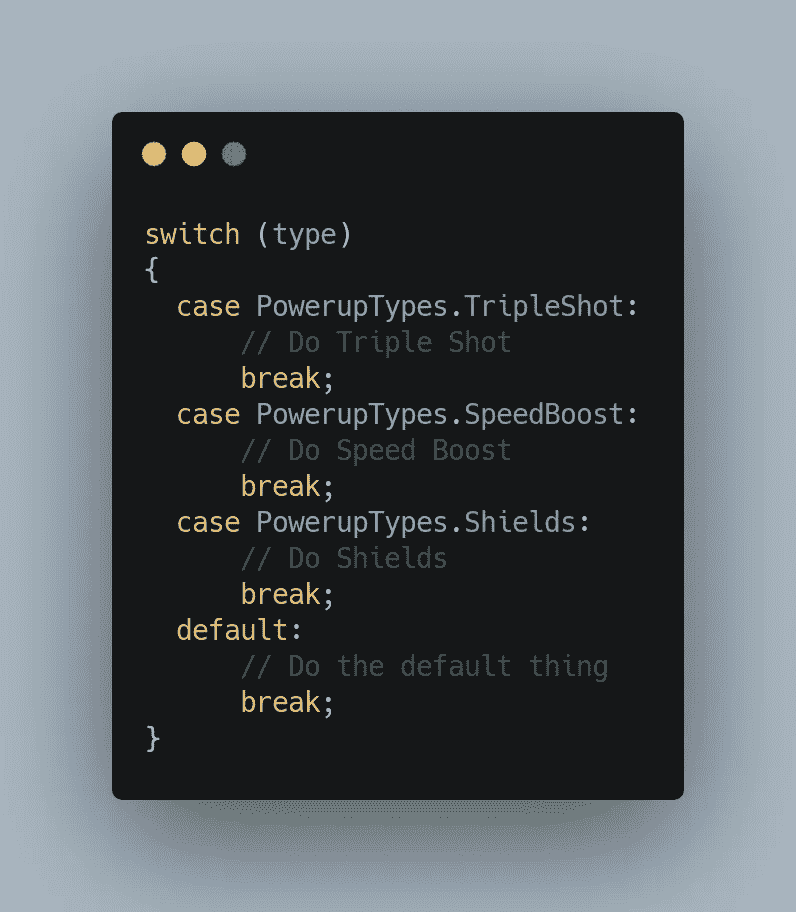 switch (type)
{
  case PowerupTypes.TripleShot:
      // Do Triple Shot
      break;
  case PowerupTypes.SpeedBoost:
      // Do Speed Boost
      break;
  case PowerupTypes.Shields:
      // Do Shields
      break;
  default:
      // Do the default thing
      break;
}